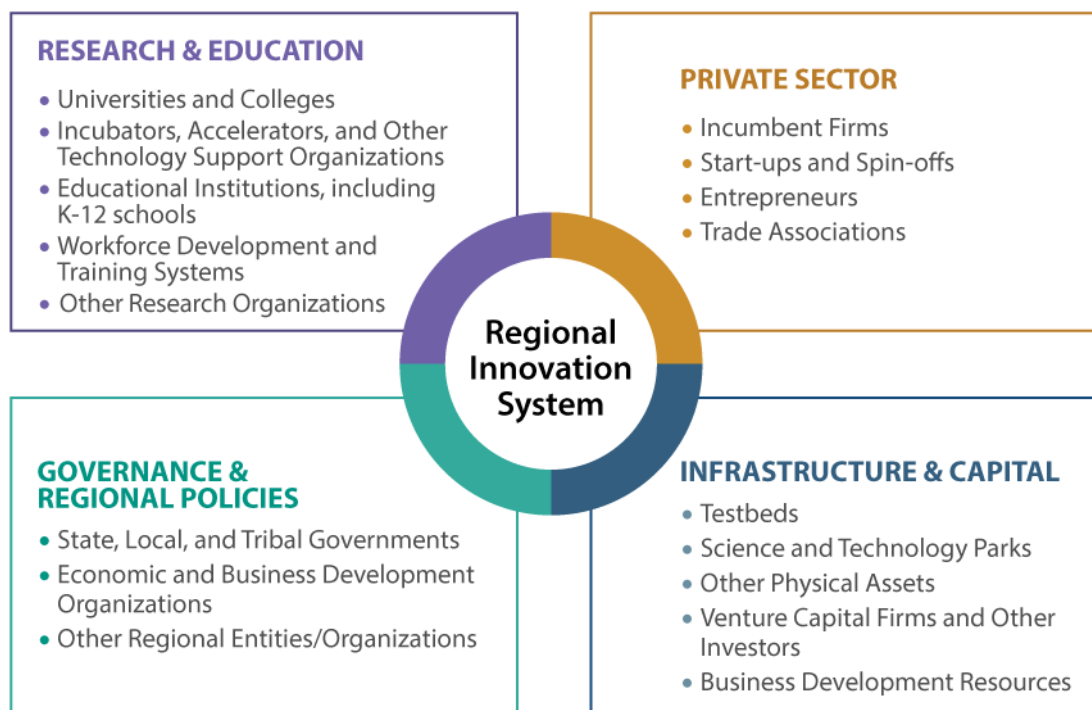 RESEARCH & EDUCATION
• Universities and Colleges
• Incubators, Accelerators, and Other
Technology Support Organizations
• Educational Institutions, including
K-12 schools
• Workforce Development and
Training Systems
• Other Research Organizations
PRIVATE SECTOR
• Incumbent Firms
• Start-ups and Spin-offs
• Entrepreneurs
• Trade Associations
Regional
Innovation
System
GOVERNANCE &
REGIONAL POLICIES
• State, Local, and Tribal Governments
• Economic and Business Development
Organizations
• Other Regional Entities/Organizations
INFRASTRUCTURE & CAPITAL
• Testbeds
• Science and Technology Parks
• Other Physical Assets
• Venture Capital Firms and Other
Investors
• Business Development Resources